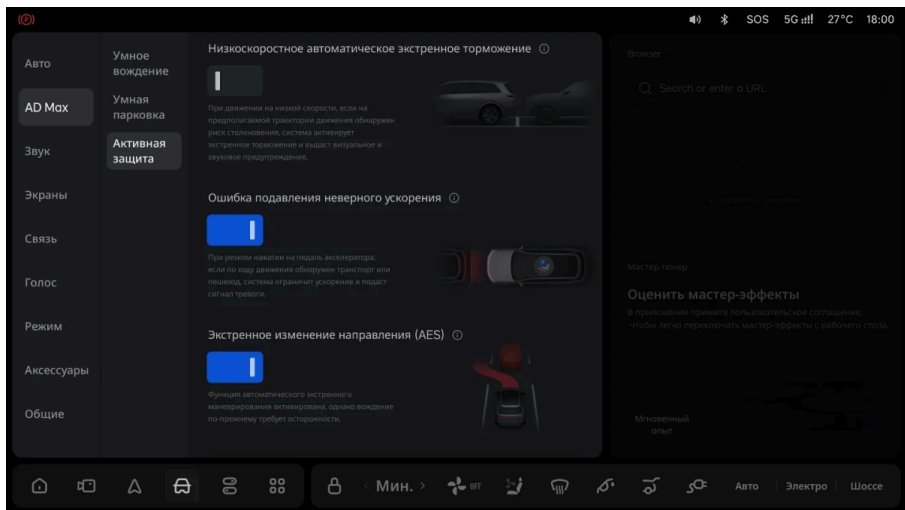 (P)
SOS 5G 27°C 18:00
Авто
AD Max
Звук
Экраны
Связь
Голос
Режим
Аксессуары
Общие
Умное
вождение
Умная
парковка
Активная
защита
Низкоскоростное автоматическое экстренное торможение
При движении на низкой скорости, если на
предполагаемой траектории движения обнаружен
риск столкновения, система активирует
экстренное торможение и выдаст визуальное и
звуковое предупреждение.
Ошибка подавления неверного ускорения
При резком нажатии на педаль акселератора,
если по ходу движения обнаружен транспорт или
пешеход, система ограничит ускорение и подаст
сигнал тревоги.
Экстренное изменение направления (AES)
Функция автоматического экстренного
маневрирования активирована, однако вождение
по-прежнему требует осторожности.
Browser
Search or enter a URL
Мастер-тюнер
Оценить мастер-эффекты
В приложении примите пользовательское соглашение,
чтобы легко переключать мастер-эффекты с рабочего стола.
Мгновенный
опыт
< Мин. > OFF Авто Электро Шоссе